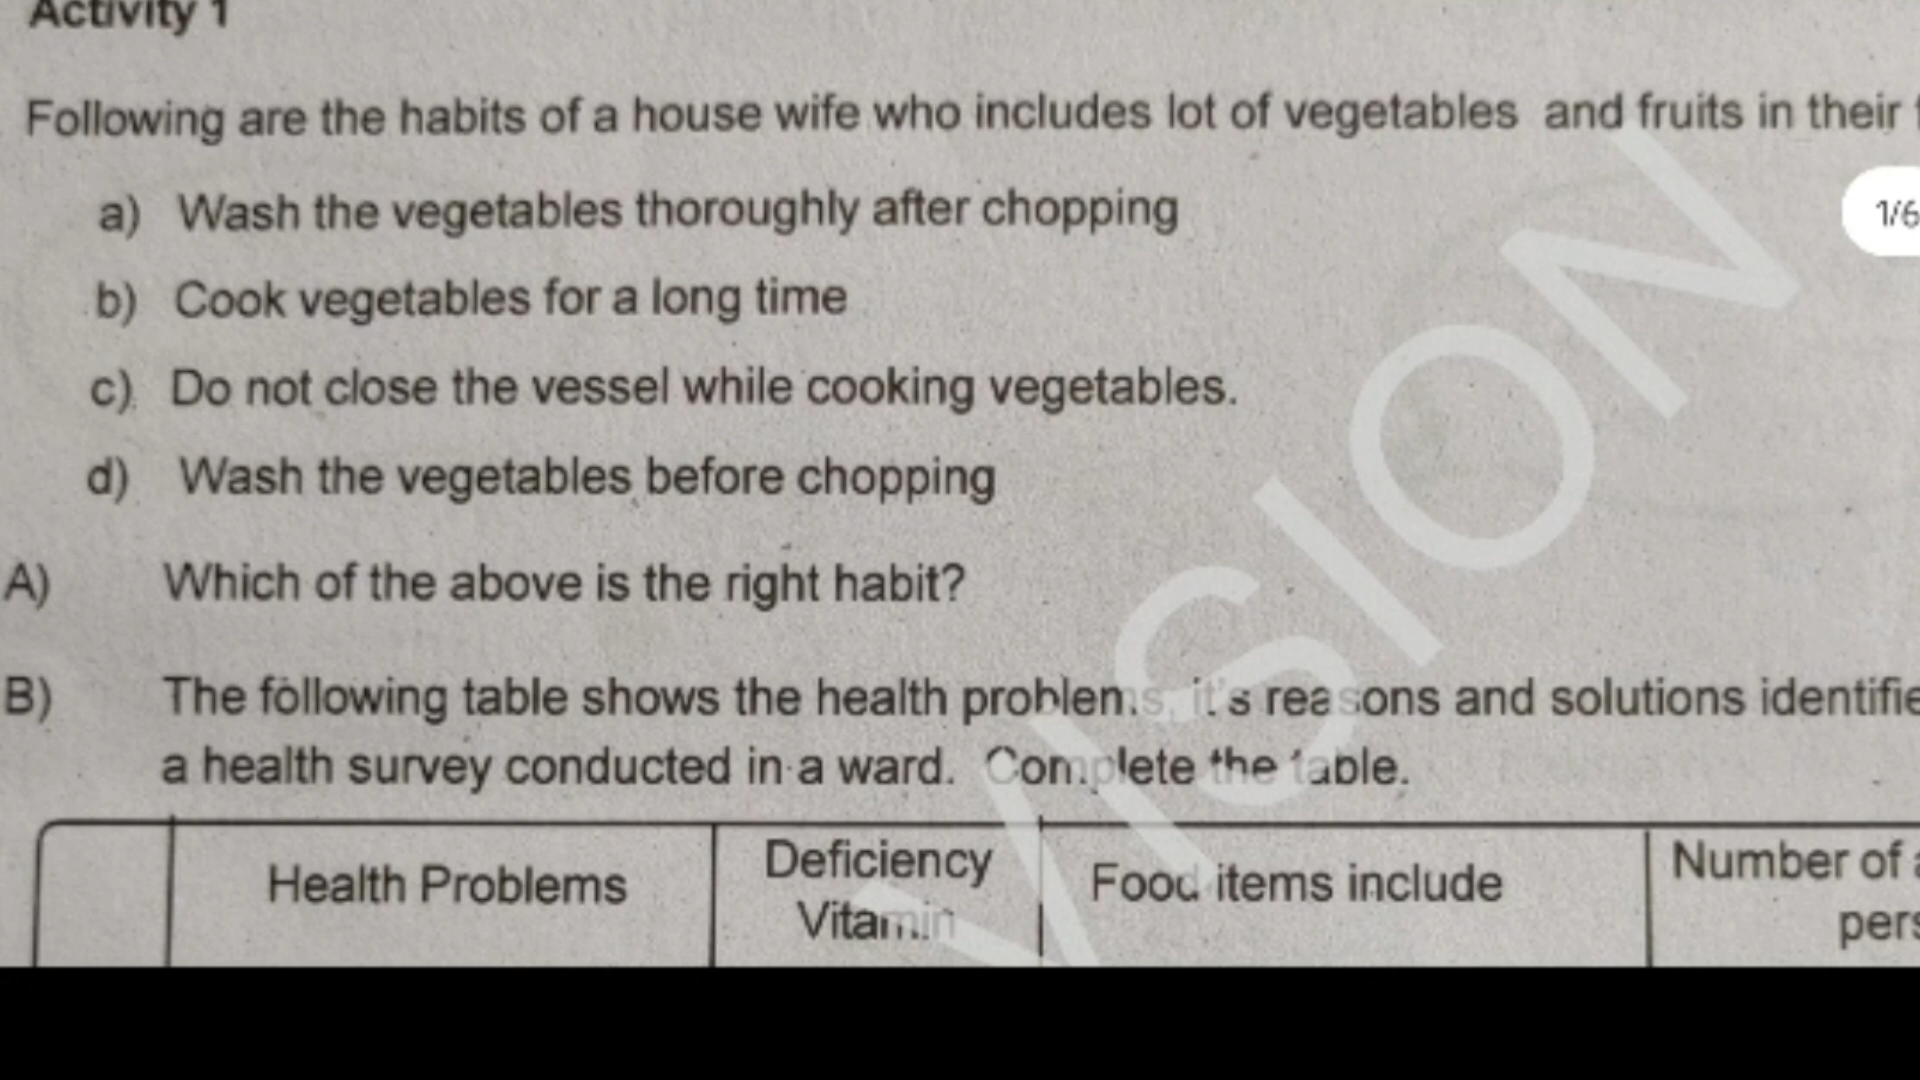 Activity 1
Following are the habits of a house wife who includes lot of vegetables and fruits in their
a) Wash the vegetables thoroughly after chopping
1/6
b) Cook vegetables for a long time
c) Do not close the vessel while cooking vegetables.
d) Wash the vegetables before chopping
A) Which of the above is the right habit?
B) The following table shows the health problems, it's reasons and solutions identifie
a health survey conducted in a ward. Complete the table.
Health Problems
Deficiency
Vitamin
Food items include
Number of a
pers
VISION